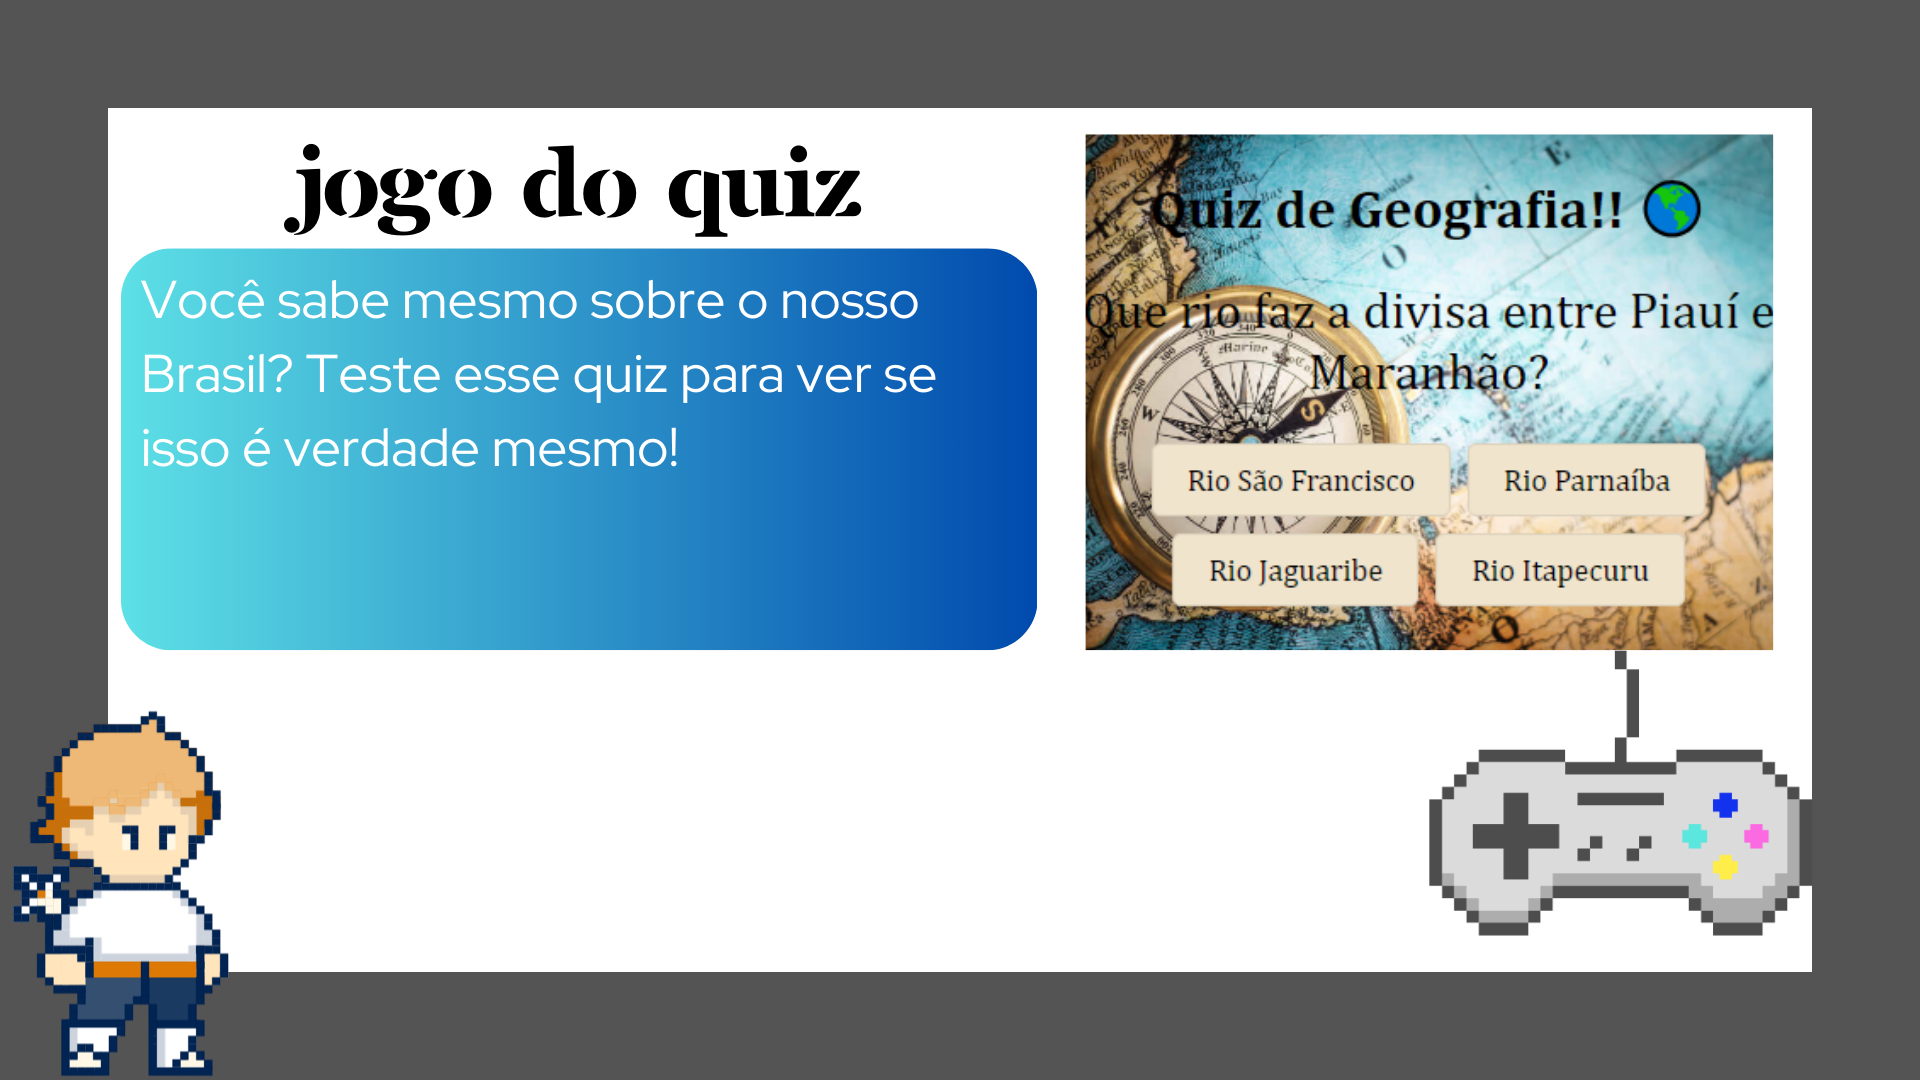 jogo do quiz
Você sabe mesmo sobre o nosso
Brasil? Teste esse quiz para ver se
isso é verdade mesmo!
Quiz de Geografia!!
Que rio faz a divisa entre Piauí e
Maranhão?
Rio São Francisco
Rio Parnaíba
Rio Jaguaribe
Rio Itapecuru